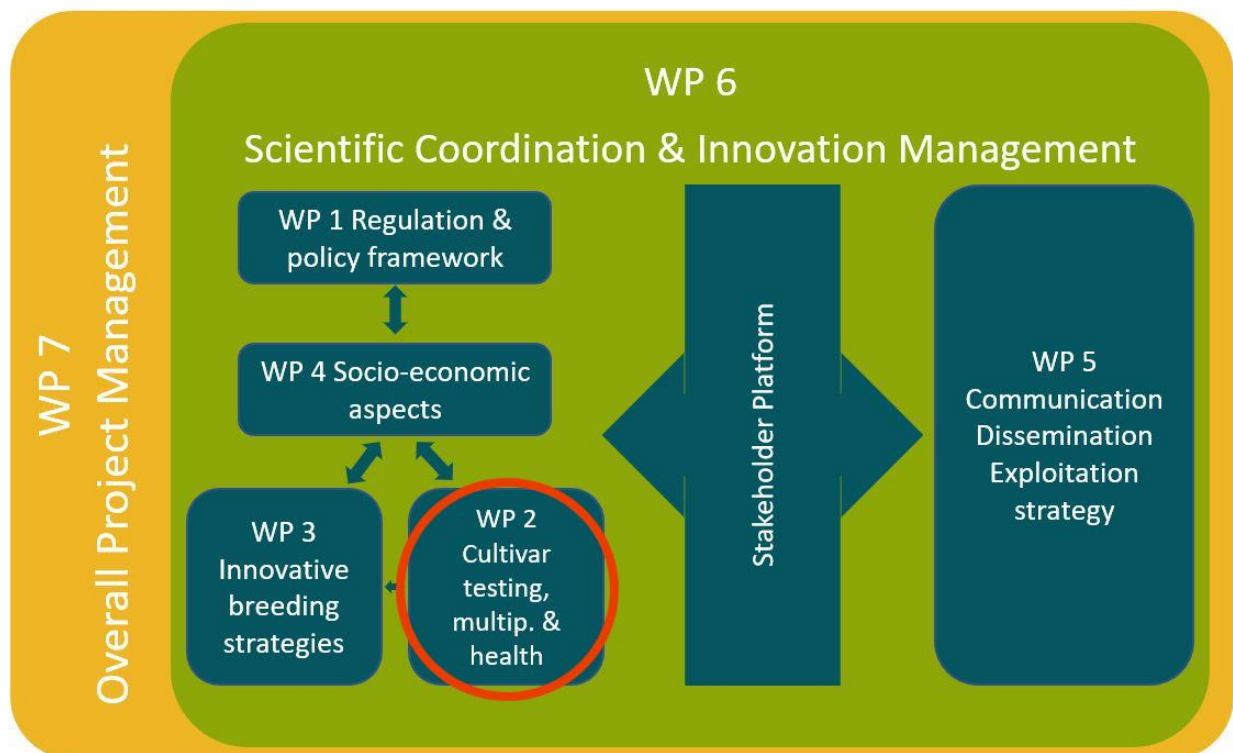 WP 7
Overall Project Management
WP 6
Scientific Coordination & Innovation Management
WP 1 Regulation &
policy framework
WP 4 Socio-economic
aspects
WP 3
Innovative
breeding
strategies
WP 2
Cultivar
testing,
multip. &
health
Stakeholder Platform
WP 5
Communication
Dissemination
Exploitation
strategy